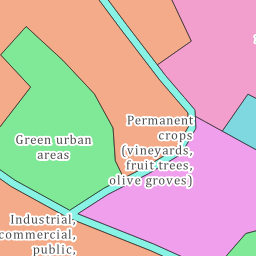 Permanent
crops
(vineyards,
fruit trees,
olive groves)
Green urban
areas
Industrial,
commercial,
public,